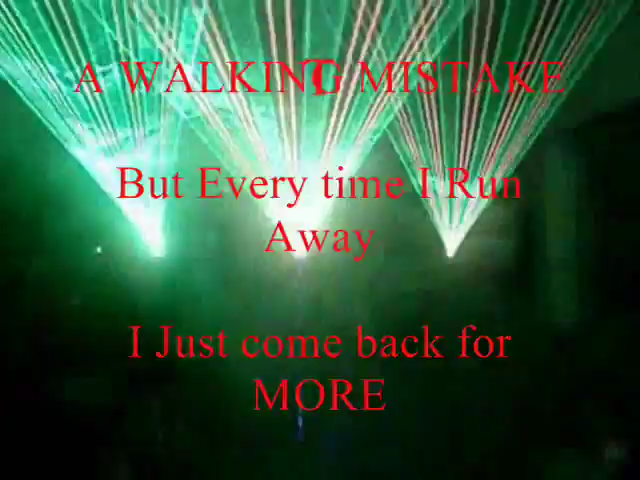 A WALKING MISTAKE
But Every time I Run
Away
I Just come back for
MORE